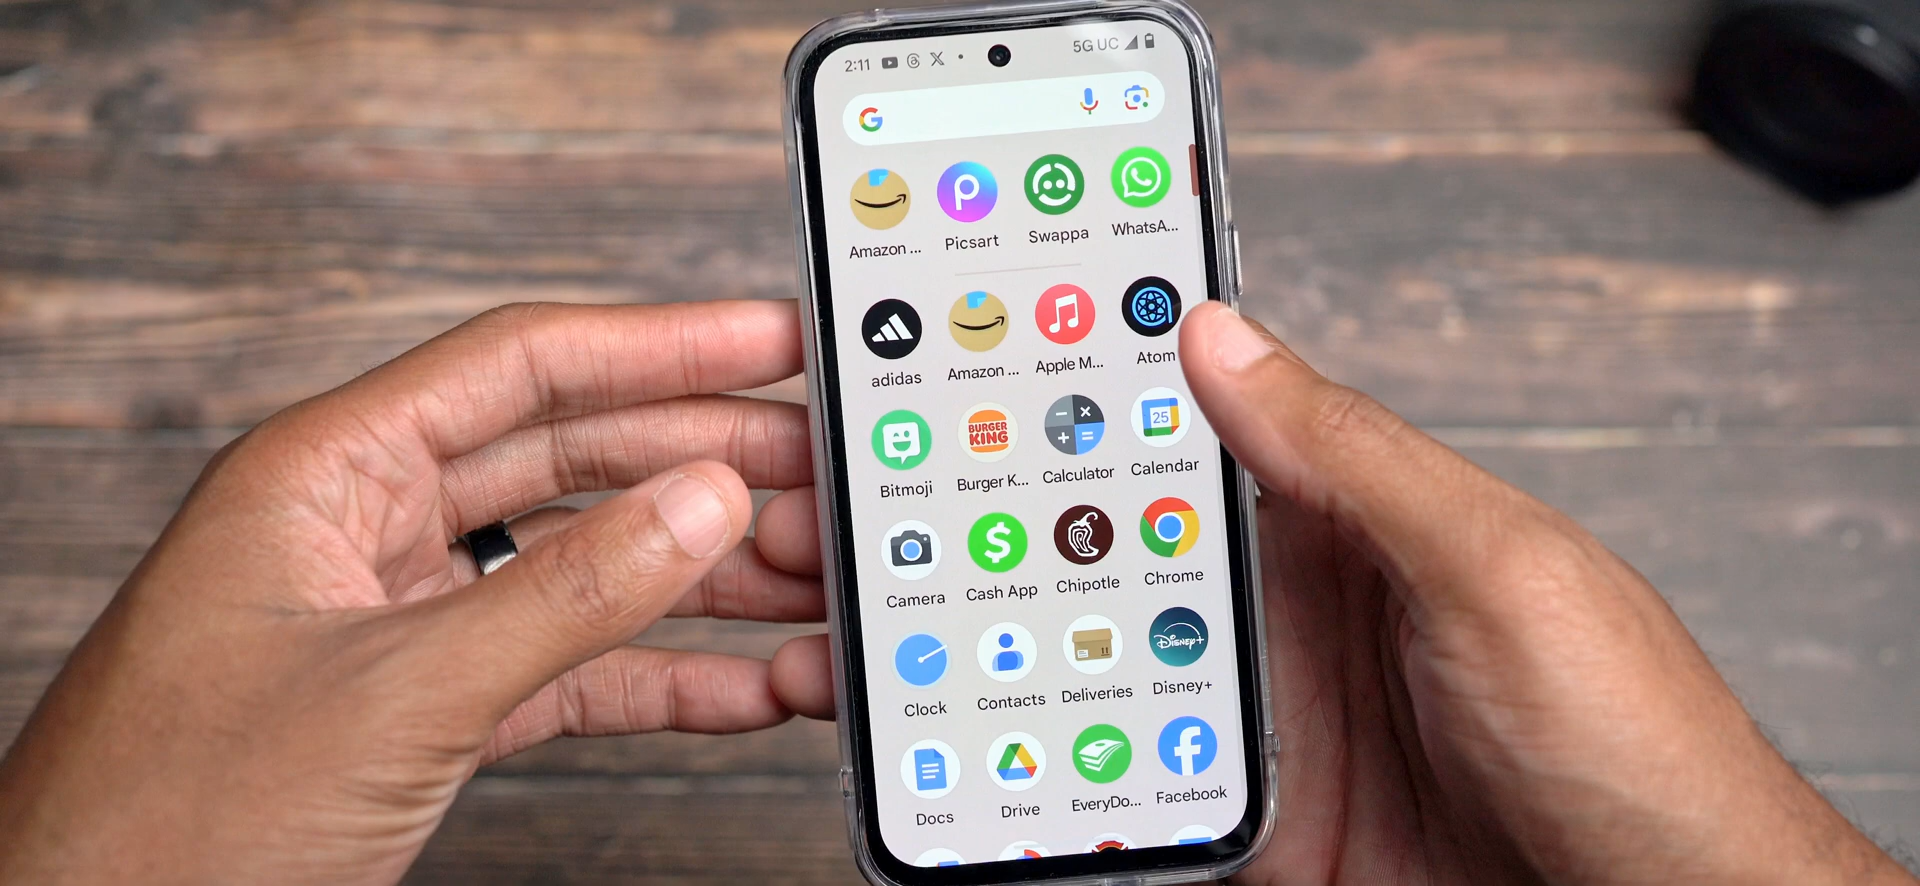 2:11 5G UC
Amazon ... Picsart Swappa WhatsA...
adidas Amazon ... Apple M... Atom
BURGER
KING
25
Bitmoji Burger K... Calculator Calendar
Camera Cash App Chipotle Chrome
Disney+
Clock Contacts Deliveries Disney+
Docs Drive EveryDo... Facebook